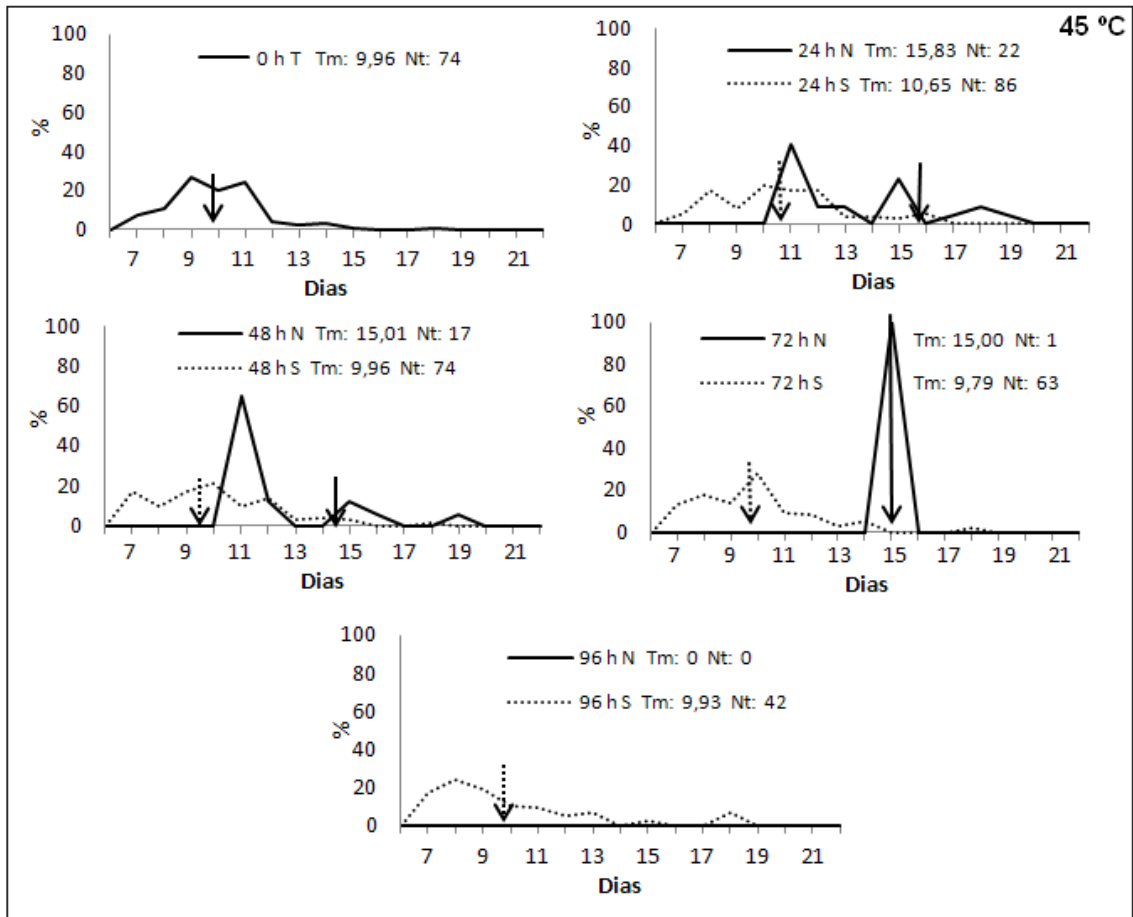 45 ºC
100
80
60
40
20
0
%
0 h T Tm: 9,96 Nt: 74
7 9 11 13 15 17 19 21
Dias
100
80
60
40
20
0
%
24 h N Tm: 15,83 Nt: 22
24 h S Tm: 10,65 Nt: 86
7 9 11 13 15 17 19 21
Dias
100
80
60
40
20
0
%
48 h N Tm: 15,01 Nt: 17
48 h S Tm: 9,96 Nt: 74
7 9 11 13 15 17 19 21
Dias
100
80
60
40
20
0
%
72 h N Tm: 15,00 Nt: 1
72 h S Tm: 9,79 Nt: 63
7 9 11 13 15 17 19 21
Dias
100
80
60
40
20
0
%
96 h N Tm: 0 Nt: 0
96 h S Tm: 9,93 Nt: 42
7 9 11 13 15 17 19 21
Dias